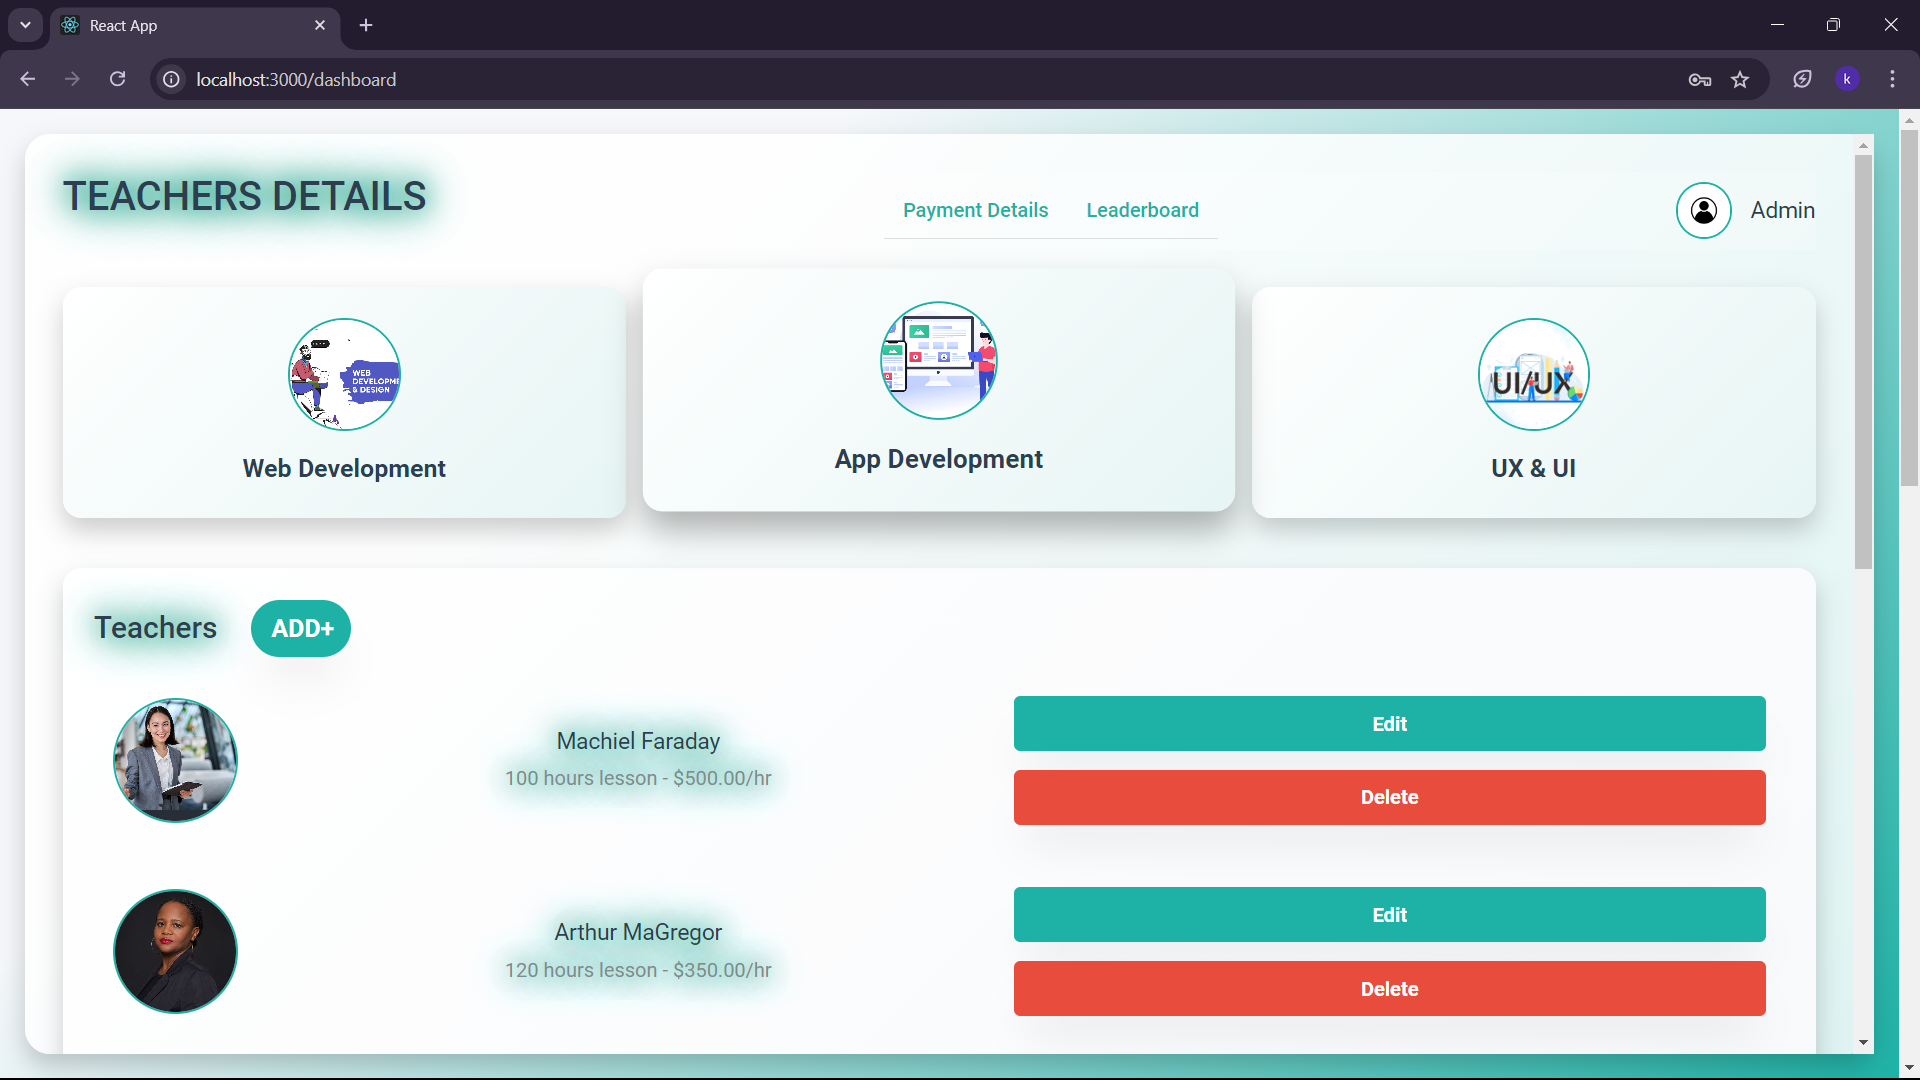 React App
localhost:3000/dashboard
k
TEACHERS DETAILS
Payment Details
Leaderboard
Admin
WEB
DEVELOPME
& DESIGN
Web Development
App Development
UI/UX
UX & UI
Teachers
ADD+
Machiel Faraday
100 hours lesson - $500.00/hr
Edit
Delete
Arthur MaGregor
120 hours lesson - $350.00/hr
Edit
Delete